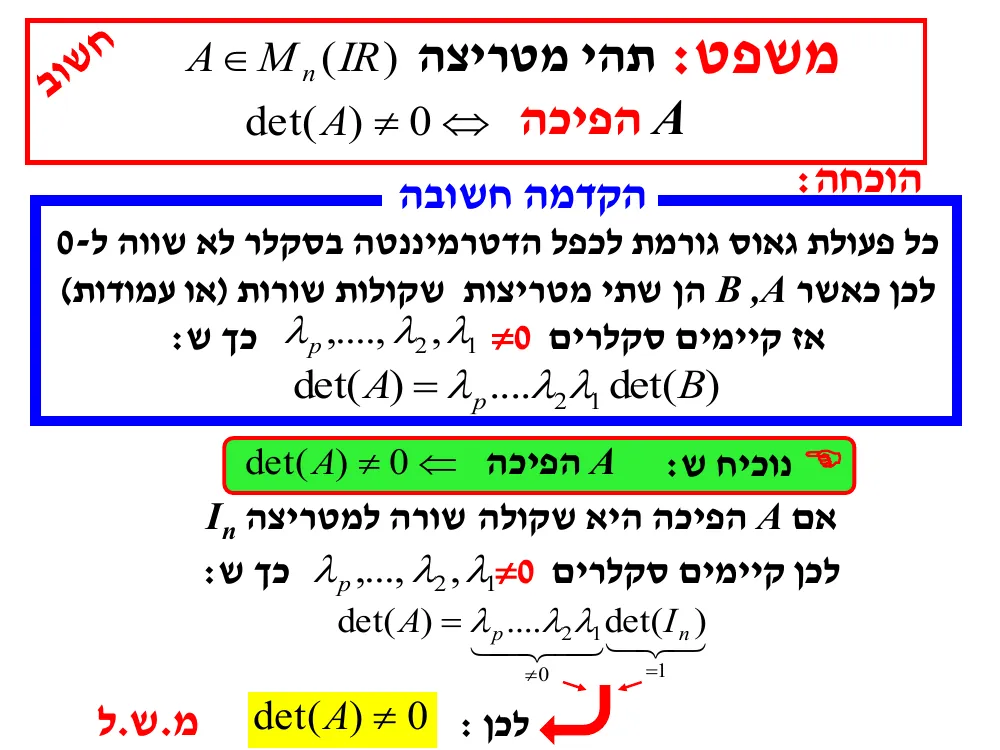 חשוב
משפט: תהי מטריצה A ∈ M_n (IR)
A הפיכה ⇔ det(A) ≠ 0
הוכחה:
הקדמה חשובה
כל פעולת גאוס גורמת לכפל הדטרמיננטה בסקלר לא שווה ל-0
לכן כאשר B ,A הן שתי מטריצות שקולות שורות (או עמודות)
אז קיימים סקלרים ≠0 λ_p,...., λ_2, λ_1 כך ש:
det(A) = λ_p....λ_2λ_1 det(B)
☜ נוכיח ש: A הפיכה ⇐ det(A) ≠ 0
אם A הפיכה היא שקולה שורה למטריצה I_n
לכן קיימים סקלרים ≠0 λ_p,..., λ_2, λ_1 כך ש:
det(A) = λ_p....λ_2λ_1 det(I_n)
≠0 =1
לכן : det(A) ≠ 0 מ.ש.ל